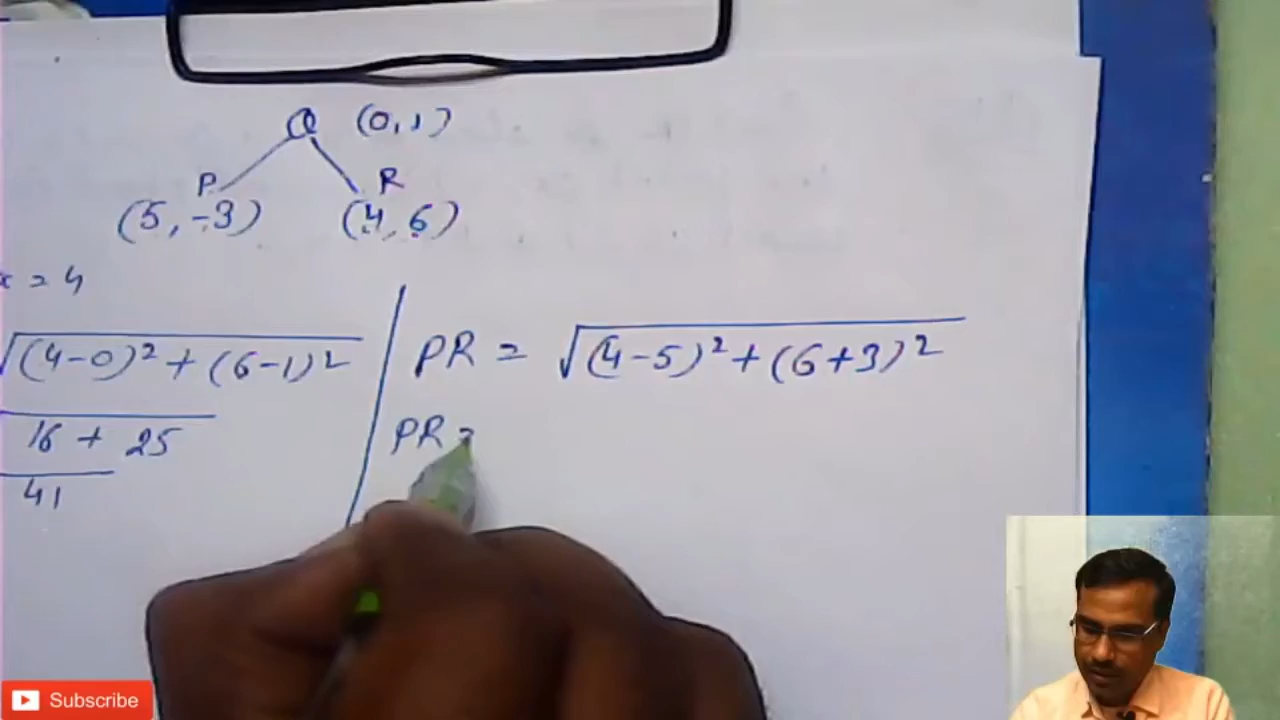 Q (0,1)
P R
(5,-3) (4,6)
x = 4
√(4-0)² + (6-1)²
PR = √(4-5)² + (6+3)²
16 + 25
PR =
41
Subscribe